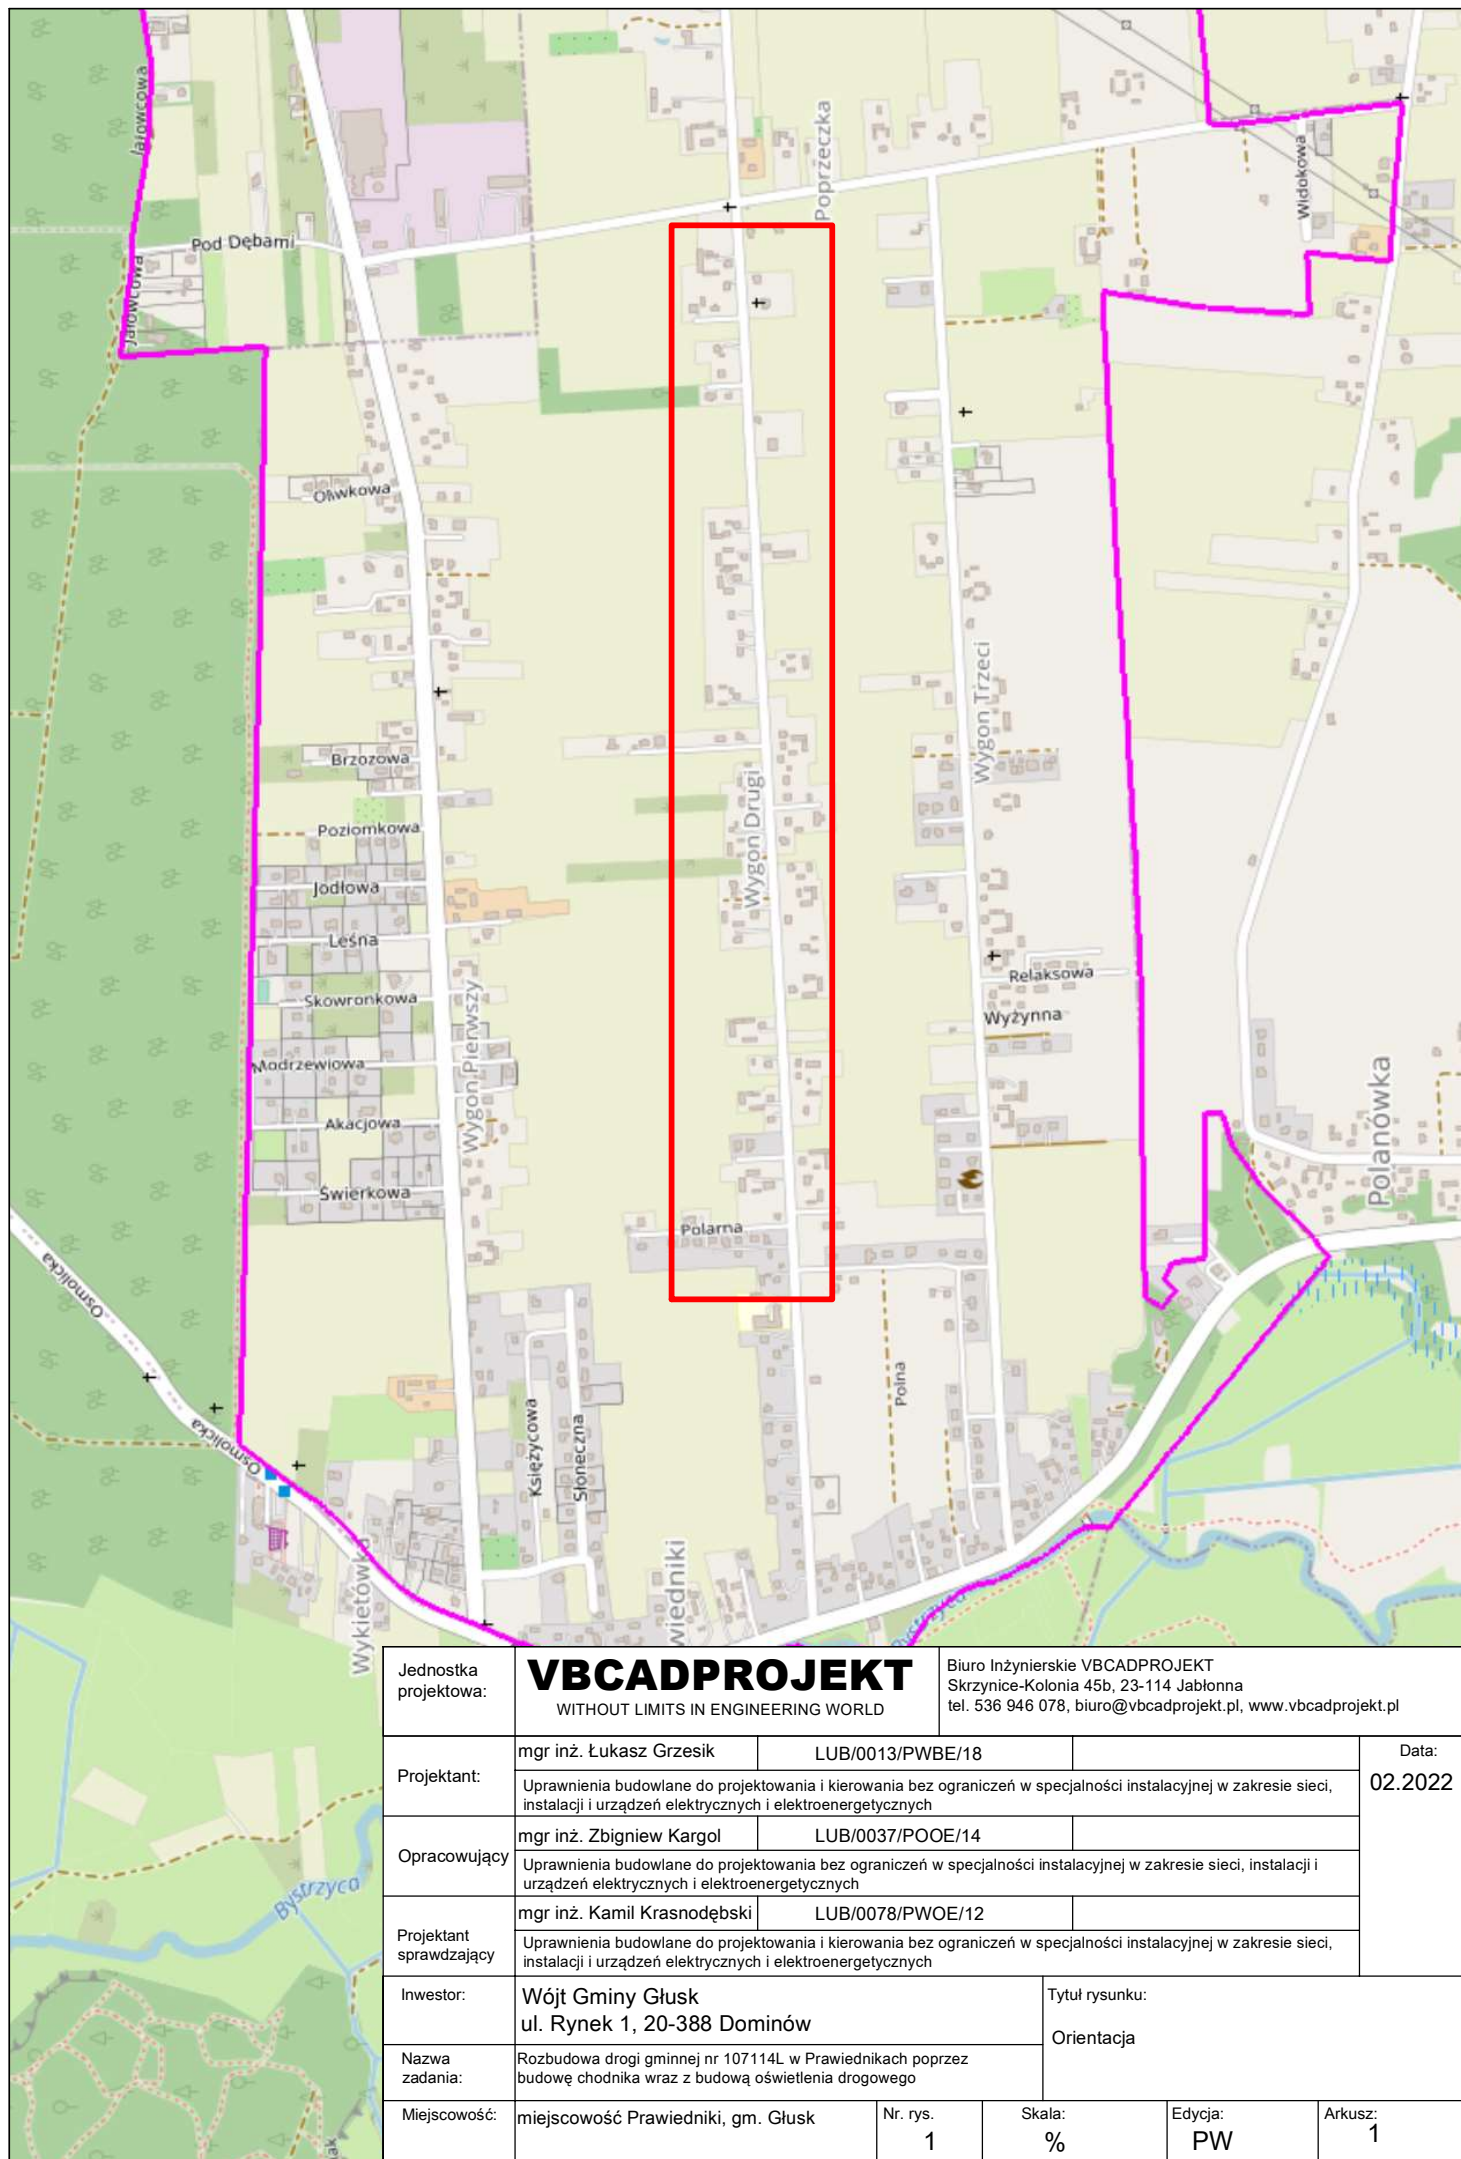 Jałowcowa
Poprzeczka
Widokowa
Pod Dębami
Jałowcowa
Oliwkowa
Wygon Trzeci
Brzozowa
Wygon Drugi
Poziomkowa
Jodłowa
Leśna
Relaksowa
Skowronkowa
Wygon Pierwszy
Wyżynna
Modrzewiowa
Polanówka
Akacjowa
Świerkowa
Polarna
Osmolicka
Polna
Osmolicka
Księżycowa
Słoneczna
Wykietówka
wiedniki
Bystrzyca
Bystrzyca
Jednostka
projektowa:
VBCADPROJEKT
WITHOUT LIMITS IN ENGINEERING WORLD
Biuro Inżynierskie VBCADPROJEKT
Skrzynice-Kolonia 45b, 23-114 Jabłonna
tel. 536 946 078, biuro@vbcadprojekt.pl, www.vbcadprojekt.pl
Projektant:
mgr inż. Łukasz Grzesik
LUB/0013/PWBE/18
Uprawnienia budowlane do projektowania i kierowania bez ograniczeń w specjalności instalacyjnej w zakresie sieci,
instalacji i urządzeń elektrycznych i elektroenergetycznych
Data:
02.2022
Opracowujący
mgr inż. Zbigniew Kargol
LUB/0037/POOE/14
Uprawnienia budowlane do projektowania bez ograniczeń w specjalności instalacyjnej w zakresie sieci, instalacji i
urządzeń elektrycznych i elektroenergetycznych
Projektant
sprawdzający
mgr inż. Kamil Krasnodębski
LUB/0078/PWOE/12
Uprawnienia budowlane do projektowania i kierowania bez ograniczeń w specjalności instalacyjnej w zakresie sieci,
instalacji i urządzeń elektrycznych i elektroenergetycznych
Inwestor:
Wójt Gminy Głusk
ul. Rynek 1, 20-388 Dominów
Tytuł rysunku:
Orientacja
Nazwa
zadania:
Rozbudowa drogi gminnej nr 107114L w Prawiednikach poprzez
budowę chodnika wraz z budową oświetlenia drogowego
Miejscowość:
miejscowość Prawiedniki, gm. Głusk
Nr. rys.
1
Skala:
%
Edycja:
PW
Arkusz:
1